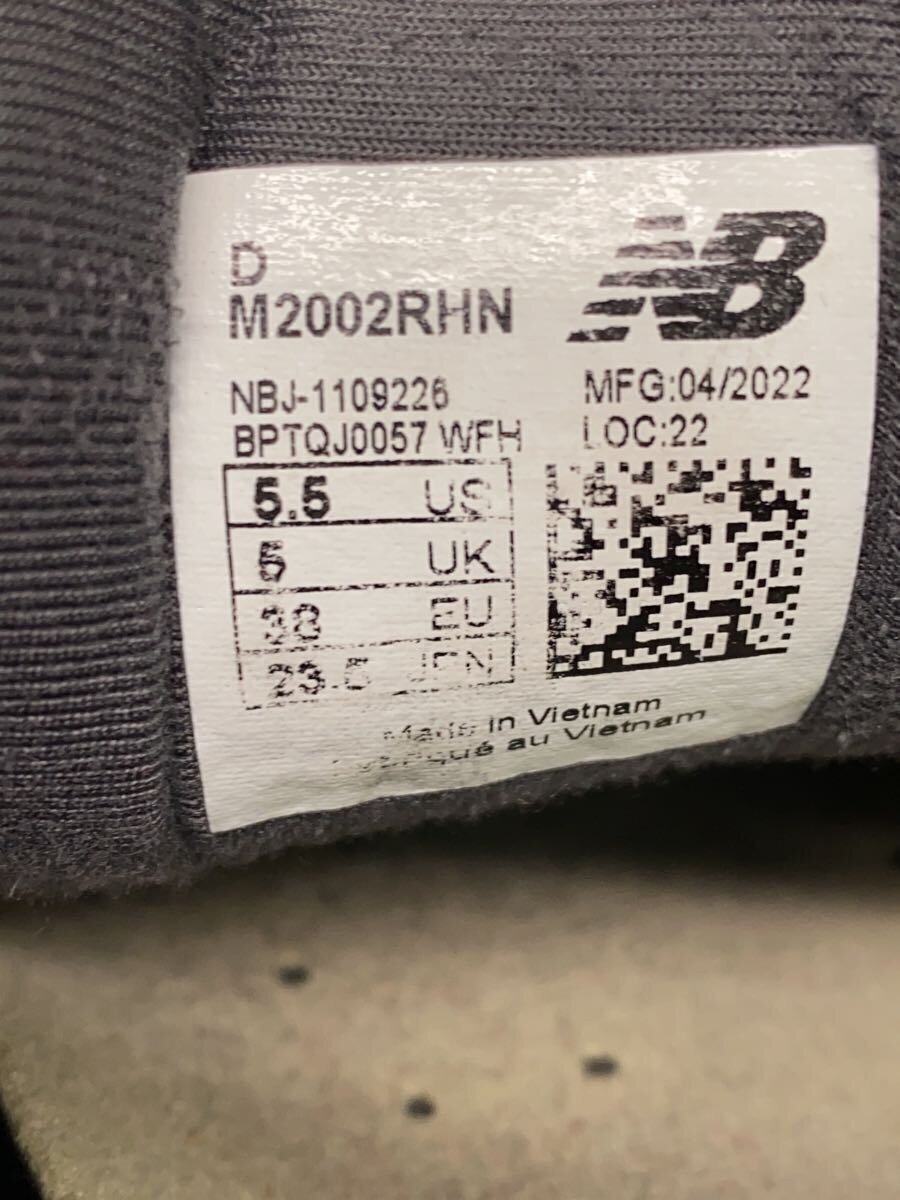 D
M2002RHN
NB
NBJ-1109226
MFG:04/2022
BPTQJ0057 WFH
LOC:22
5.5 US
5 UK
38 EU
23.5 JPN
Made in Vietnam
Fabriqué au Vietnam